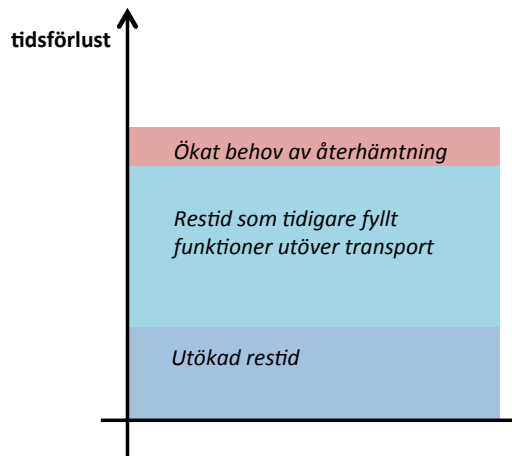 tidsförlust
Ökat behov av återhämtning
Restid som tidigare fyllt
funktioner utöver transport
Utökad restid